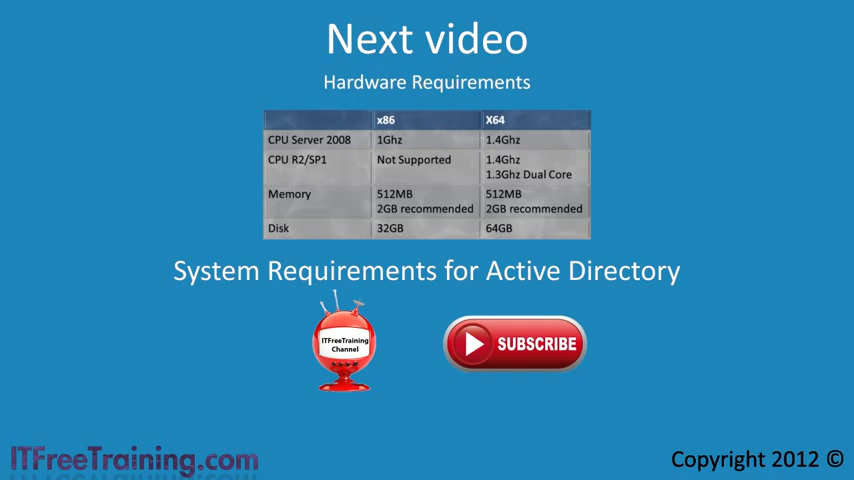 Next video
Hardware Requirements
x86 X64
CPU Server 2008 1Ghz 1.4Ghz
CPU R2/SP1 Not Supported 1.4Ghz
1.3Ghz Dual Core
Memory 512MB 512MB
2GB recommended 2GB recommended
Disk 32GB 64GB
System Requirements for Active Directory
ITFreeTraining
Channel
SUBSCRIBE
ITFreeTraining.com
Copyright 2012 ©